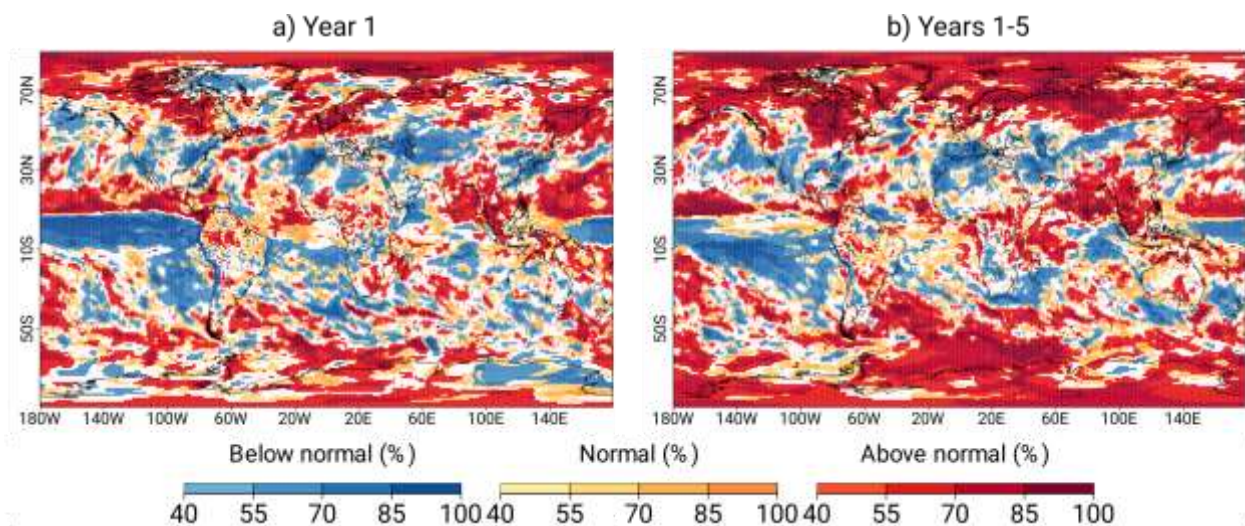 a) Year 1
b) Years 1-5
70N
30N
10S
50S
180W 140W 100W 60W 20W 20E 60E 100E 140E
70N
30N
10S
50S
180W 140W 100W 60W 20W 20E 60E 100E 140E
Below normal (%)
Normal (%)
Above normal (%)
40 55 70 85 100
40 55 70 85 100
40 55 70 85 100